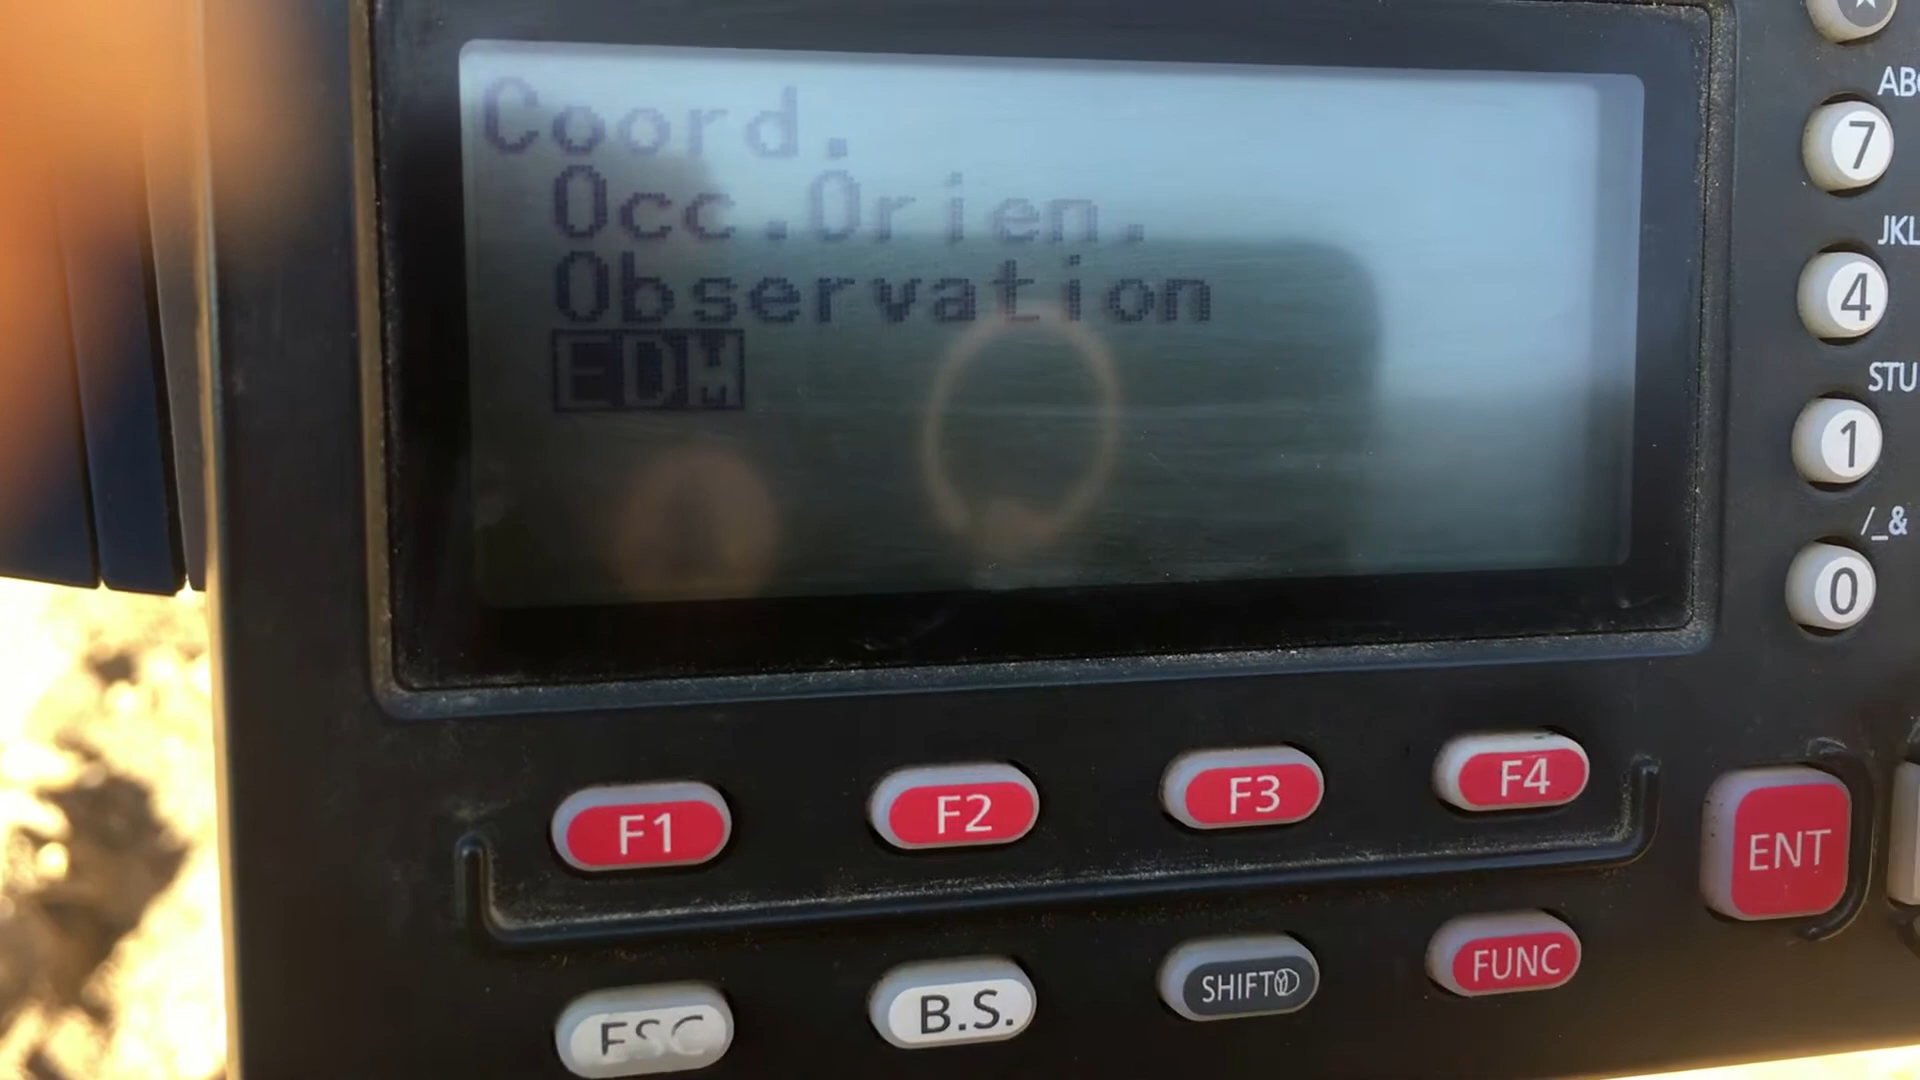 Coord.
Occ.Orien.
Observation
EDM
ABC
7
JKL
4
STU
1
/_&
0
F1
F2
F3
F4
ENT
ESC
B.S.
SHIFT
FUNC